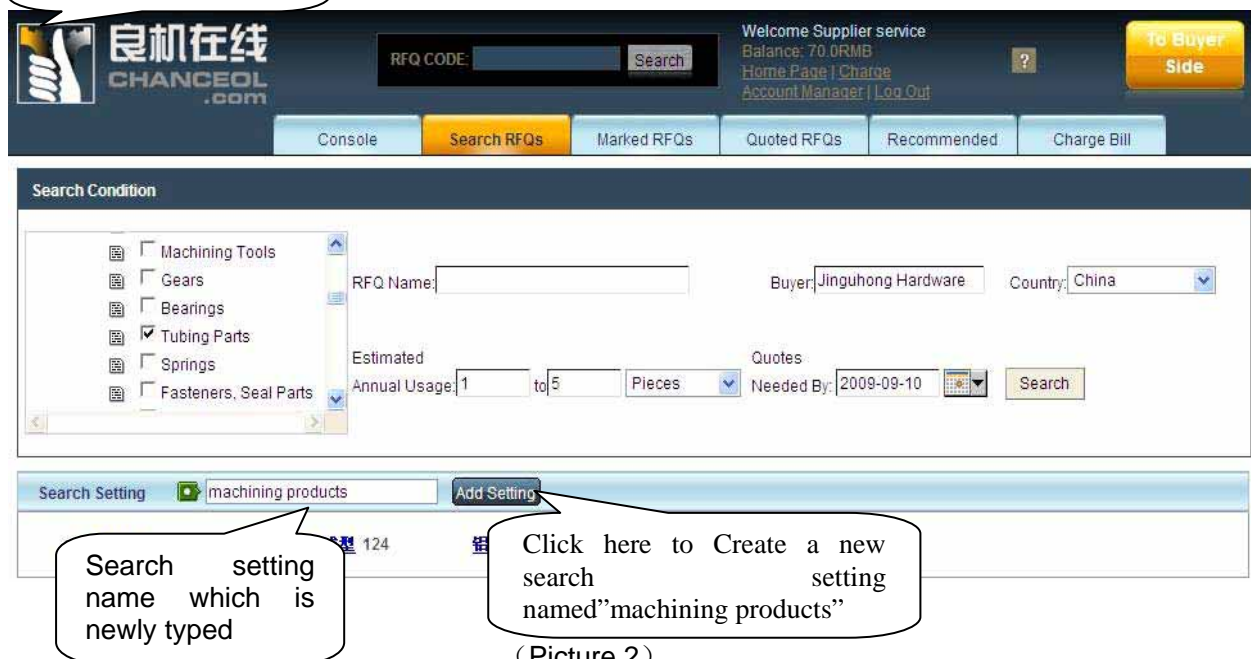 良机在线
CHANCEOL
.com
RFQ CODE:
Search
Welcome Supplier service
Balance: 70.0RMB
Home Page | Charge
Account Manager | Log Out
?
To Buyer
Side
Console
Search RFQs
Marked RFQs
Quoted RFQs
Recommended
Charge Bill
Search Condition
Machining Tools
Gears
Bearings
Tubing Parts
Springs
Fasteners, Seal Parts
RFQ Name:
Buyer: Jinguhong Hardware
Country: China
Estimated
Annual Usage: 1 to 5 Pieces
Quotes
Needed By: 2009-09-10
Search
Search Setting
machining products
Add Setting
型 124
Search setting
name which is
newly typed
Click here to Create a new
search setting
named”machining products”
（Picture 2）